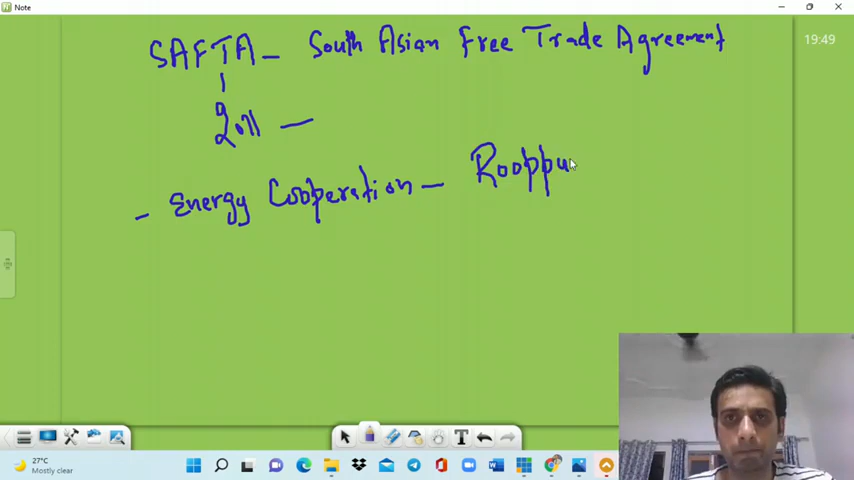 Note
19:49
SAFTA - South Asian Free Trade Agreement
2011 -
- Energy Cooperation - Rooppu
27°C
Mostly clear